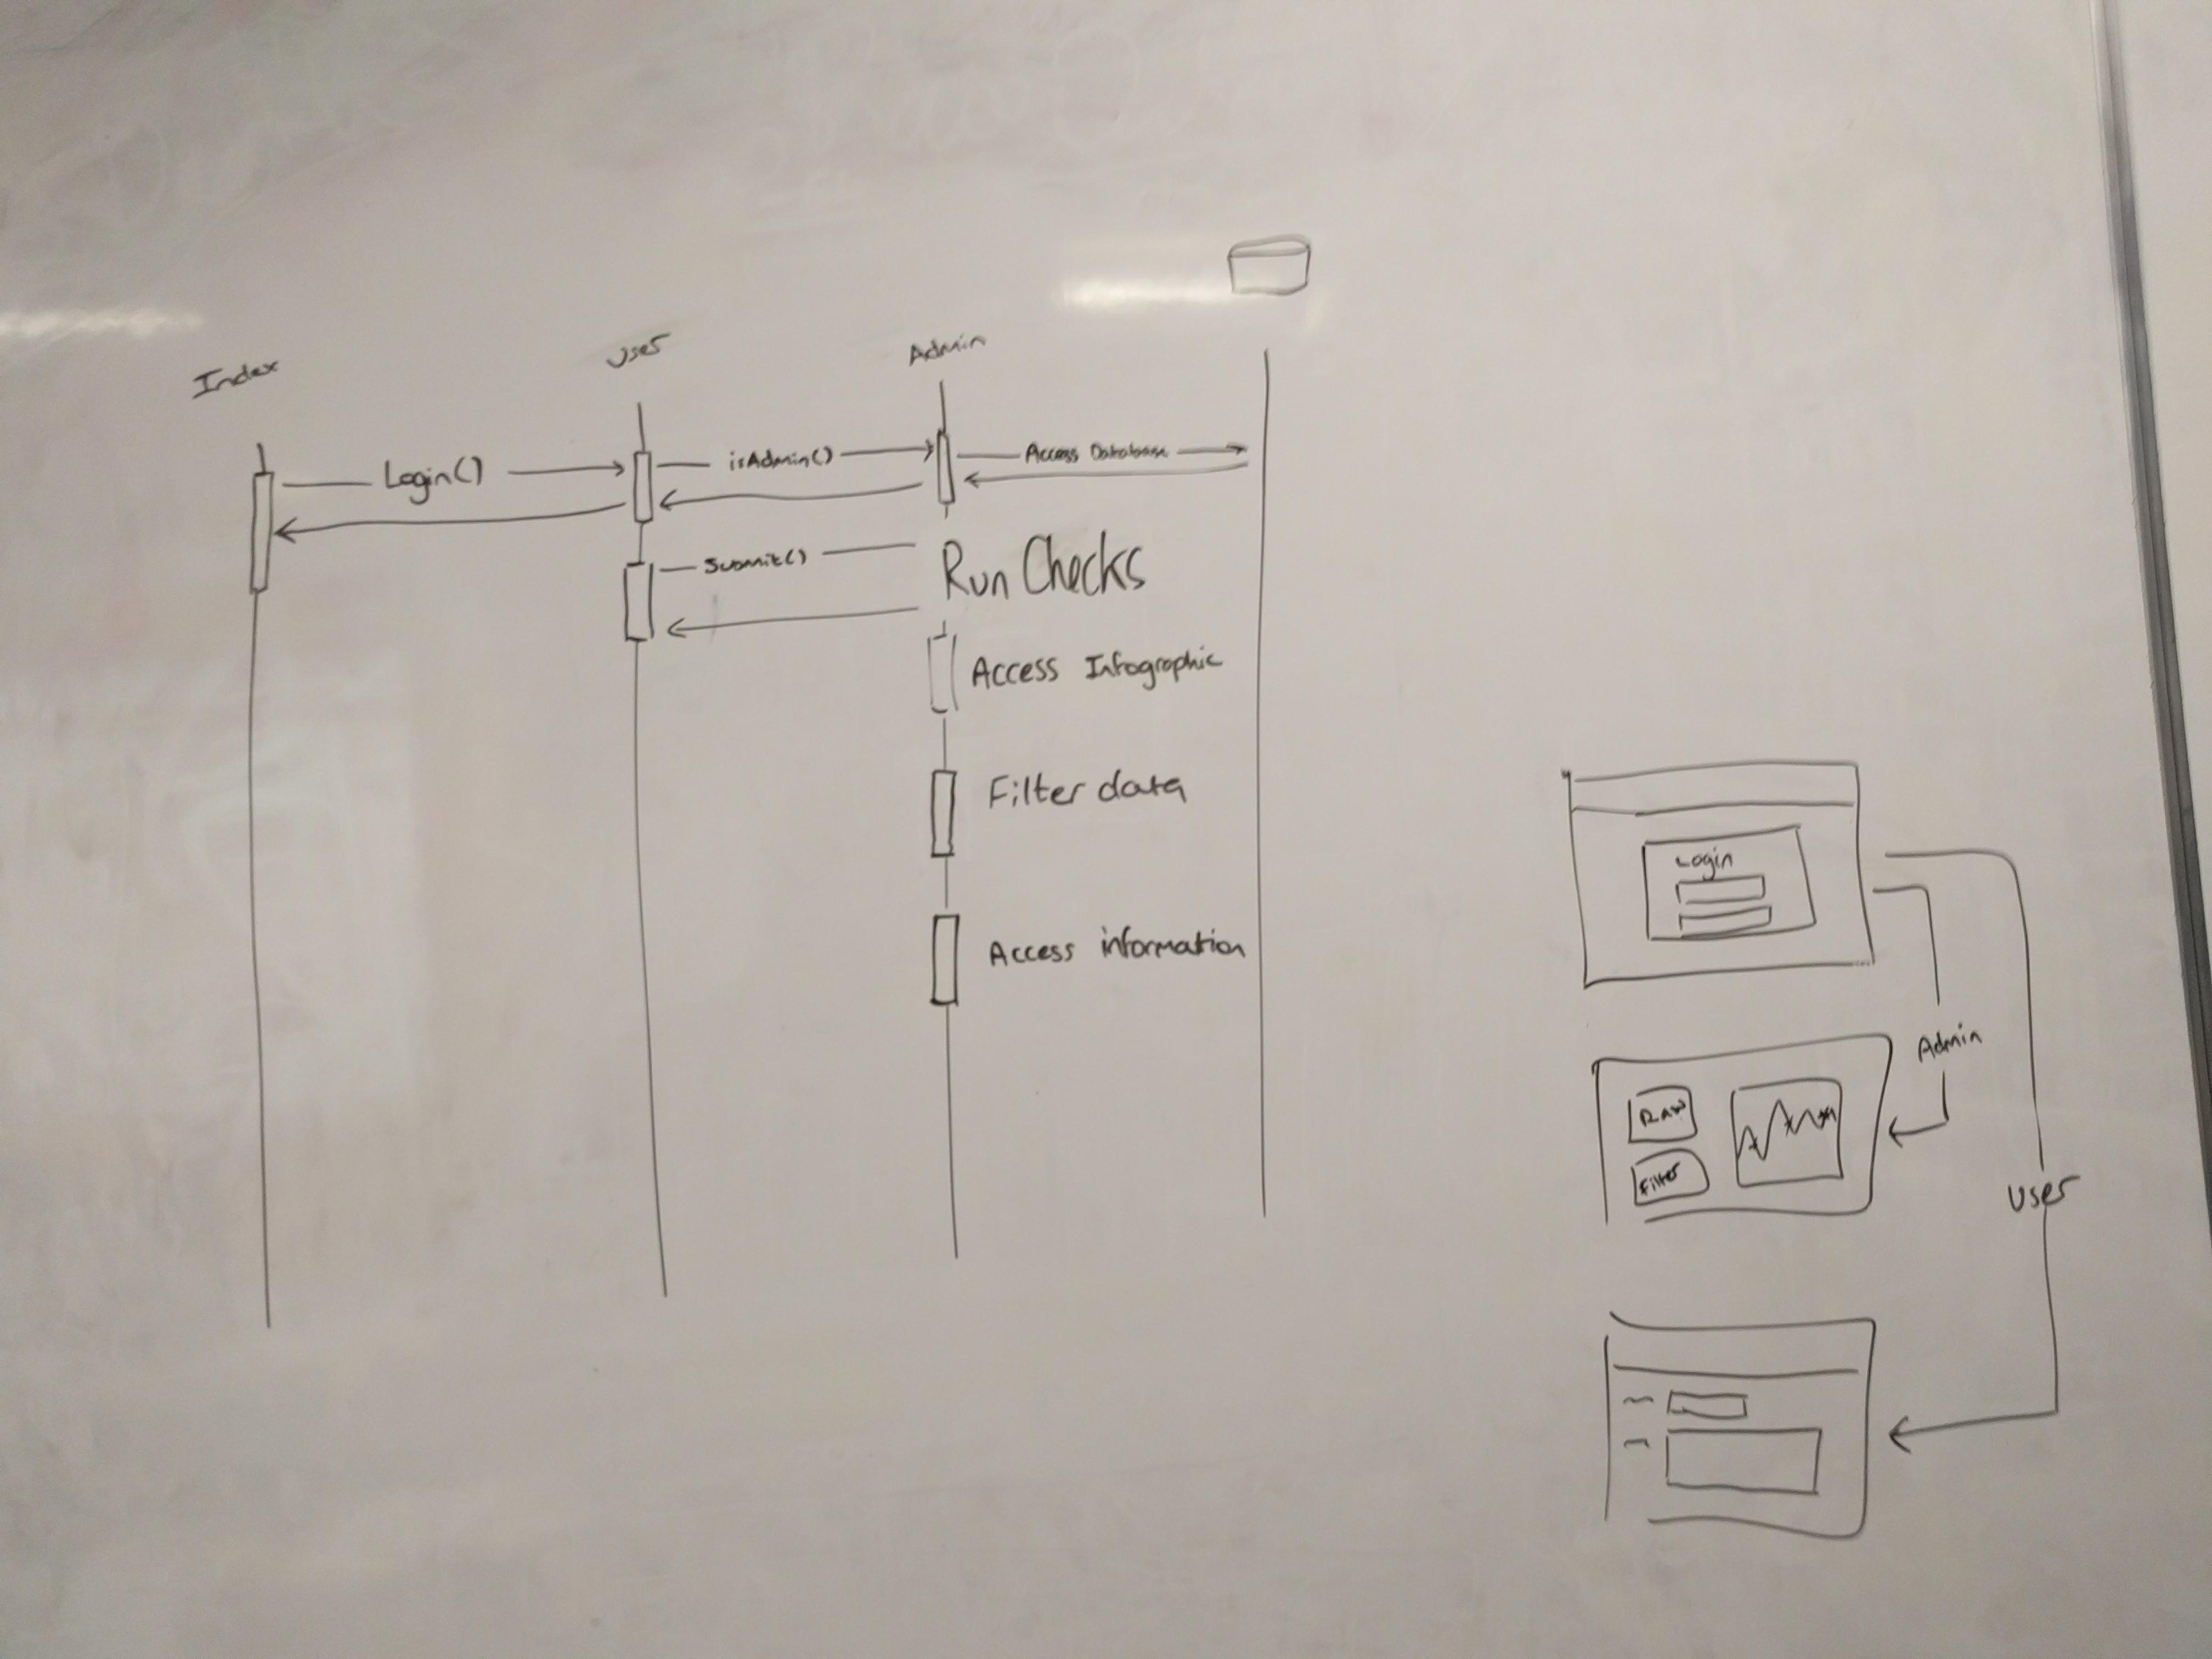 Index
User
Admin
Login()
isAdmin()
Access Database
Submit()
Run Checks
Access Infographic
Filter data
Access information
Login
Admin
Raw
Filter
User